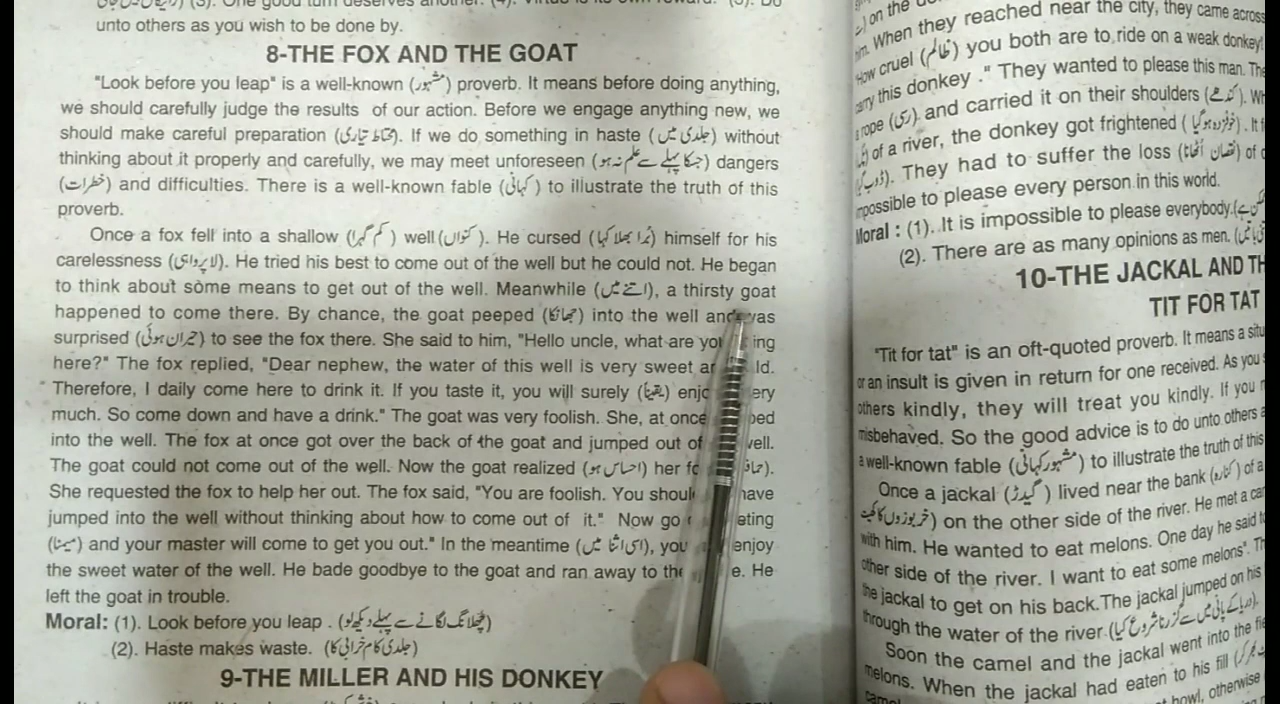 (3). One good turn deserves another. (4). Virtue is its own reward. (5). Do
unto others as you wish to be done by.
8-THE FOX AND THE GOAT
"Look before you leap" is a well-known (مشہور) proverb. It means before doing anything,
we should carefully judge the results of our action. Before we engage anything new, we
should make careful preparation (محتاط تیاری). If we do something in haste (جلدی میں) without
thinking about it properly and carefully, we may meet unforeseen (جسکا پہلے سے علم نہ ہو) dangers
(خطرات) and difficulties. There is a well-known fable (کہانی) to illustrate the truth of this
proverb.
Once a fox fell into a shallow (کم گہرا) well (کنواں). He cursed (بُرا بھلا کہا) himself for his
carelessness (لاپرواہی). He tried his best to come out of the well but he could not. He began
to think about some means to get out of the well. Meanwhile (اتنے میں), a thirsty goat
happened to come there. By chance, the goat peeped (جھانکا) into the well and was
surprised (حیران ہوئی) to see the fox there. She said to him, "Hello uncle, what are you ing
here?" The fox replied, "Dear nephew, the water of this well is very sweet ld.
Therefore, I daily come here to drink it. If you taste it, you will surely (یقیناً) ery
much. So come down and have a drink." The goat was very foolish. She, at once ped
into the well. The fox at once got over the back of the goat and jumped out of ell.
The goat could not come out of the well. Now the goat realized (احساس ہو) her
She requested the fox to help her out. The fox said, "You are foolish. You have
jumped into the well without thinking about how to come out of it." Now go eting
(ممیانا) and your master will come to get you out." In the meantime (اسی اثنا میں), you enjoy
the sweet water of the well. He bade goodbye to the goat and ran away to the e. He
left the goat in trouble.
Moral: (1). Look before you leap . (چھلانگ لگانے سے پہلے دیکھ لو)
(2). Haste makes waste. (جلدی کام خرابی کا)
9-THE MILLER AND HIS DONKEY
on the
him. When they reached near the city, they came across
"How cruel (ظالم) you both are to ride on a weak donkey!
carry this donkey ." They wanted to please this man. The
a rope (رسی) and carried it on their shoulders (کندھے). Wh
of a river, the donkey got frightened (خوفزدہ ہو گیا). It f
(ڈوب گیا). They had to suffer the loss (نقصان اٹھانا) of
impossible to please every person in this world.
Moral : (1). It is impossible to please everybody.
(2). There are as many opinions as men.
10-THE JACKAL AND TH
TIT FOR TAT
"Tit for tat" is an oft-quoted proverb. It means a situ
or an insult is given in return for one received. As you
others kindly, they will treat you kindly. If you
misbehaved. So the good advice is to do unto others a
a well-known fable (مشہور کہانی) to illustrate the truth of this
Once a jackal (گیدڑ) lived near the bank (کنارہ) of a
(خربوزوں کا کھیت) on the other side of the river. He met a cam
with him. He wanted to eat melons. One day he said to
other side of the river. I want to eat some melons". Th
the jackal to get on his back. The jackal jumped on his
through the water of the river (دریا کے پانی میں سے گزرنا شروع کیا).
Soon the camel and the jackal went into the fie
melons. When the jackal had eaten to his fill
camel howl, otherwise